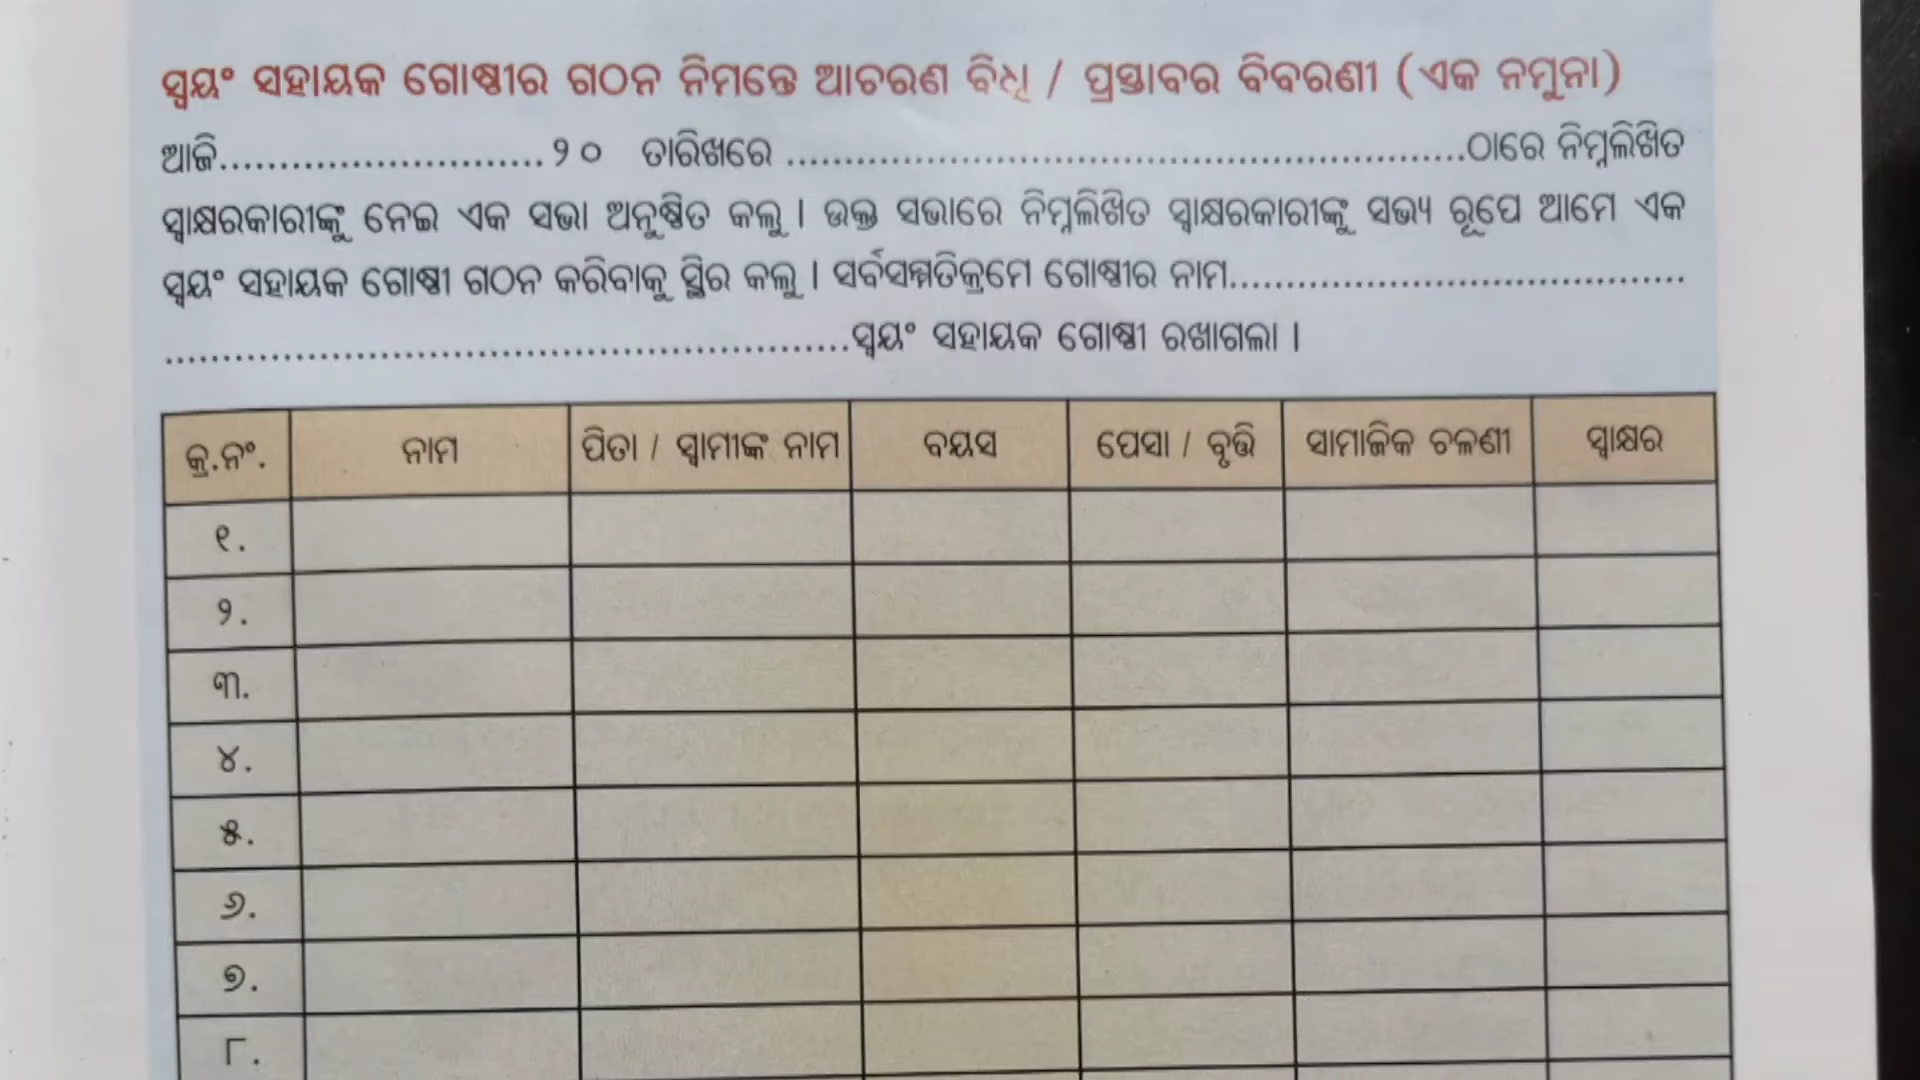 ସ୍ୱୟଂ ସହାୟକ ଗୋଷ୍ଠୀର ଗଠନ ନିମନ୍ତେ ଆଚରଣ ବିଧି / ପ୍ରସ୍ତାବର ବିବରଣୀ (ଏକ ନମୁନା)
ଆଜି...........................୨୦ ତାରିଖରେ ........................................................ଠାରେ ନିମ୍ନଲିଖିତ
ସ୍ୱାକ୍ଷରକାରୀଙ୍କୁ ନେଇ ଏକ ସଭା ଅନୁଷ୍ଠିତ କଲୁ । ଉକ୍ତ ସଭାରେ ନିମ୍ନଲିଖିତ ସ୍ୱାକ୍ଷରକାରୀଙ୍କୁ ସଭ୍ୟ ରୂପେ ଆମେ ଏକ
ସ୍ୱୟଂ ସହାୟକ ଗୋଷ୍ଠୀ ଗଠନ କରିବାକୁ ସ୍ଥିର କଲୁ । ସର୍ବସମ୍ମତିକ୍ରମେ ଗୋଷ୍ଠୀର ନାମ......................................
.........................................................ସ୍ୱୟଂ ସହାୟକ ଗୋଷ୍ଠୀ ରଖାଗଲା ।
କ୍ର.ନଂ. ନାମ ପିତା / ସ୍ୱାମୀଙ୍କ ନାମ ବୟସ ପେସା / ବୃତ୍ତି ସାମାଜିକ ଚଳଣୀ ସ୍ୱାକ୍ଷର
୧.
୨.
୩.
୪.
୫.
୬.
୭.
୮.